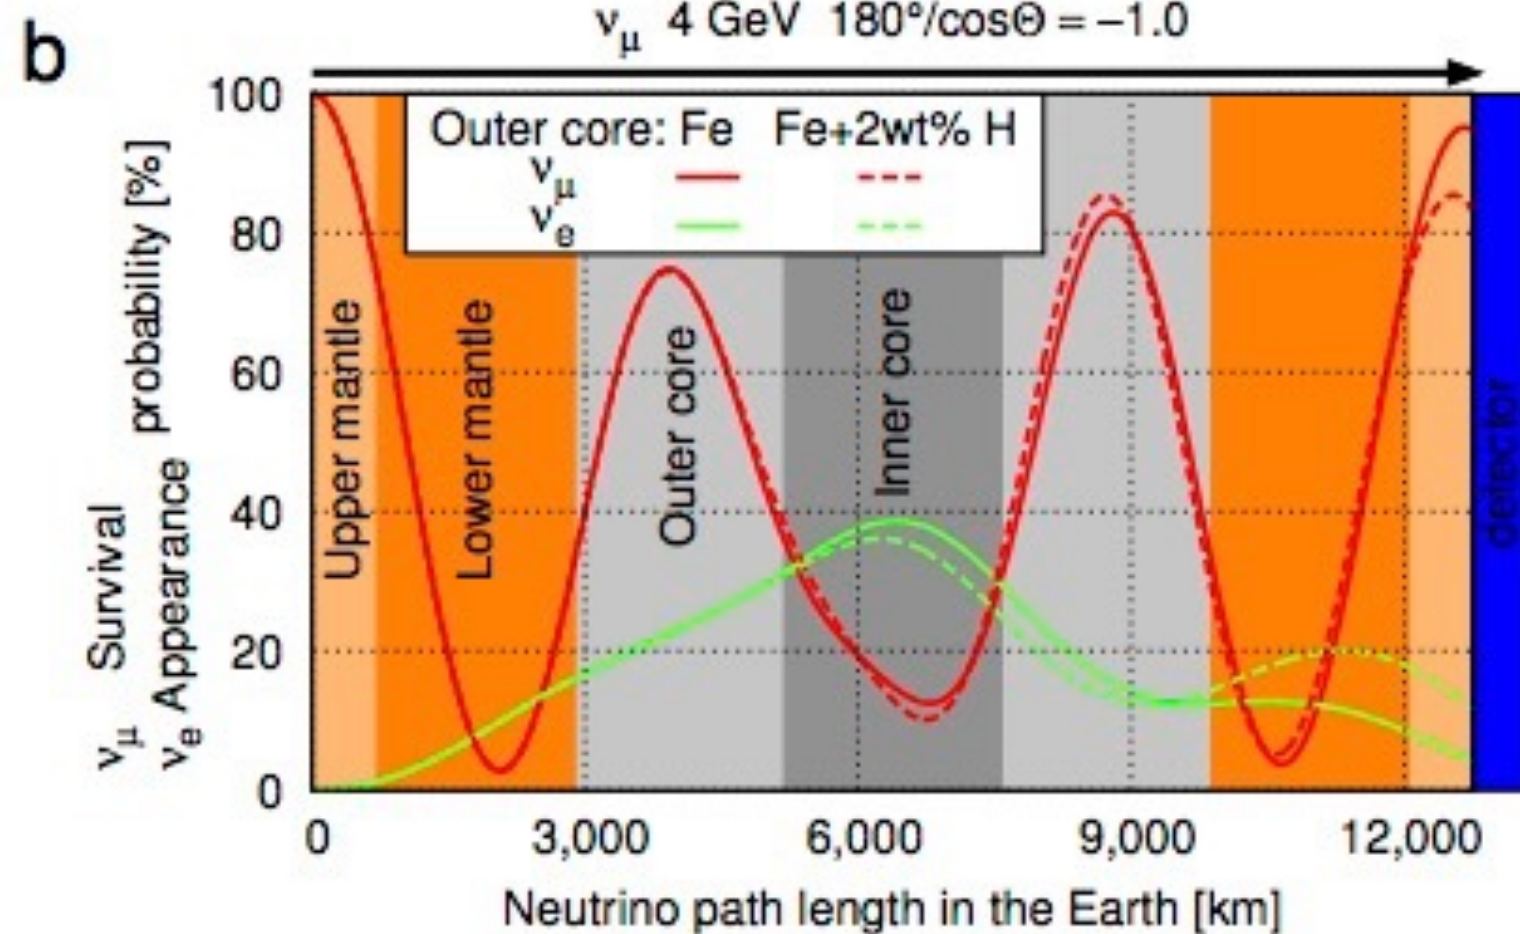 b
νμ 4 GeV 180°/cosΘ = −1.0
Outer core: Fe Fe+2wt% H
νμ
νe
100
80
60
40
20
0
νμ Survival probability [%]
νe Appearance
Upper mantle
Lower mantle
Outer core
Inner core
detector
0 3,000 6,000 9,000 12,000
Neutrino path length in the Earth [km]